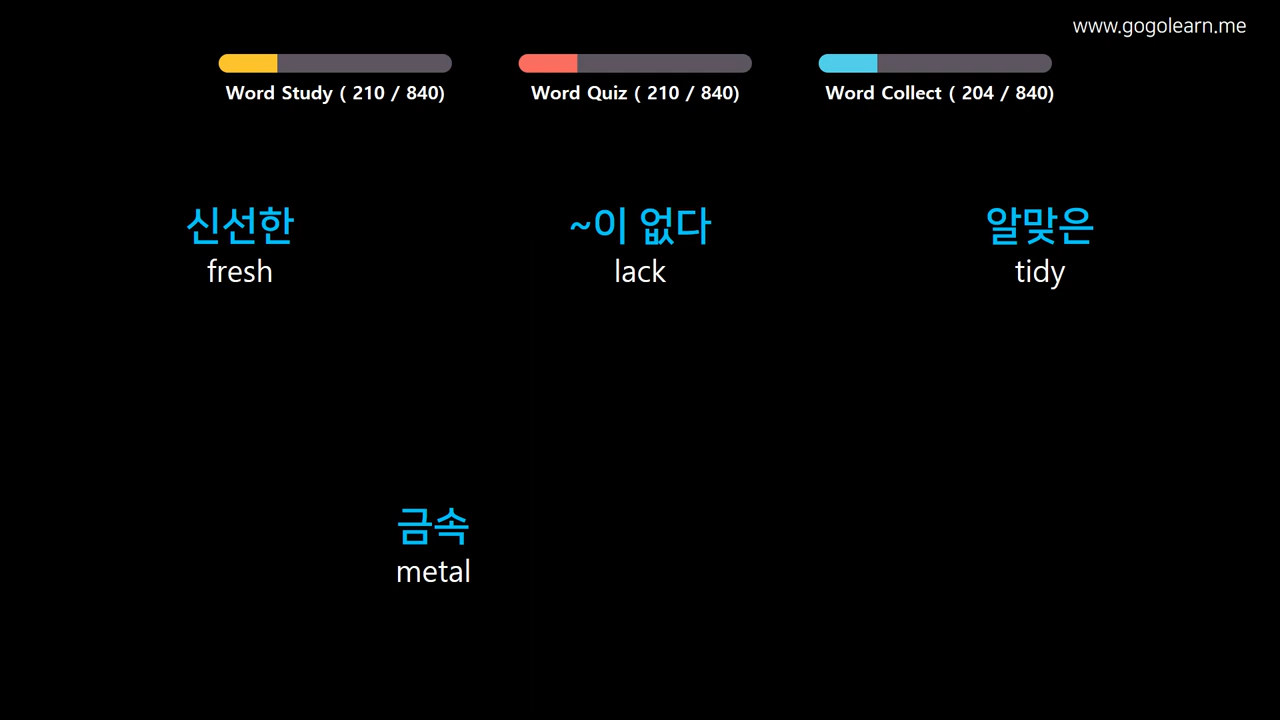 www.gogolearn.me
Word Study ( 210 / 840)
Word Quiz ( 210 / 840)
Word Collect ( 204 / 840)
신선한
fresh
~이 없다
lack
알맞은
tidy
금속
metal